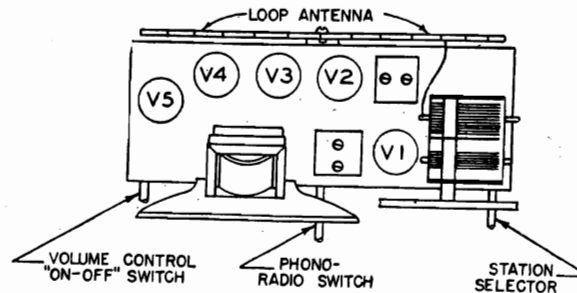 LOOP ANTENNA
V5
V4
V3
V2
V1
VOLUME CONTROL
"ON-OFF" SWITCH
PHONO-
RADIO SWITCH
STATION
SELECTOR